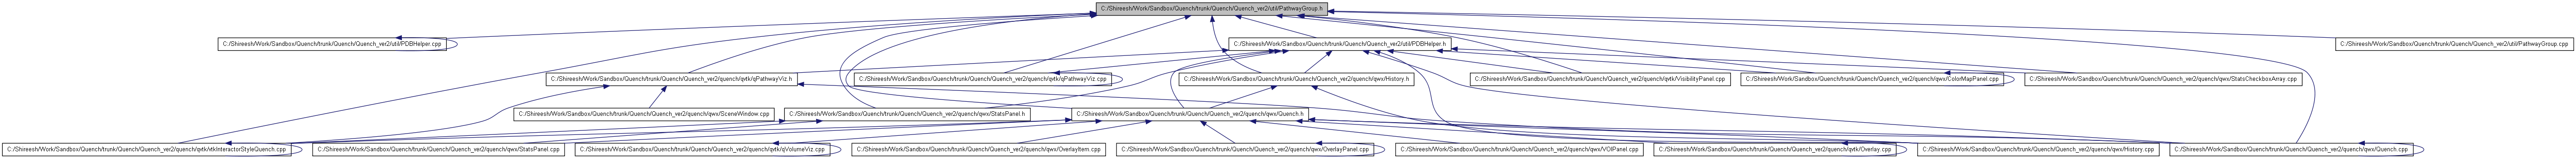 C:/Shireesh/Work/Sandbox/Quench/trunk/Quench/Quench_ver2/util/PathwayGroup.h
C:/Shireesh/Work/Sandbox/Quench/trunk/Quench/Quench_ver2/util/PDBHelper.cpp
C:/Shireesh/Work/Sandbox/Quench/trunk/Quench/Quench_ver2/util/PDBHelper.h
C:/Shireesh/Work/Sandbox/Quench/trunk/Quench/Quench_ver2/util/PathwayGroup.cpp
C:/Shireesh/Work/Sandbox/Quench/trunk/Quench/Quench_ver2/quench/qvtk/qPathwayViz.h
C:/Shireesh/Work/Sandbox/Quench/trunk/Quench/Quench_ver2/quench/qvtk/qPathwayViz.cpp
C:/Shireesh/Work/Sandbox/Quench/trunk/Quench/Quench_ver2/quench/qwx/History.h
C:/Shireesh/Work/Sandbox/Quench/trunk/Quench/Quench_ver2/quench/qvtk/VisibilityPanel.cpp
C:/Shireesh/Work/Sandbox/Quench/trunk/Quench/Quench_ver2/quench/qwx/ColorMapPanel.cpp
C:/Shireesh/Work/Sandbox/Quench/trunk/Quench/Quench_ver2/quench/qwx/StatsCheckboxArray.cpp
C:/Shireesh/Work/Sandbox/Quench/trunk/Quench/Quench_ver2/quench/qwx/SceneWindow.cpp
C:/Shireesh/Work/Sandbox/Quench/trunk/Quench/Quench_ver2/quench/qwx/StatsPanel.h
C:/Shireesh/Work/Sandbox/Quench/trunk/Quench/Quench_ver2/quench/qwx/Quench.h
C:/Shireesh/Work/Sandbox/Quench/trunk/Quench/Quench_ver2/quench/qvtk/vtkInteractorStyleQuench.cpp
C:/Shireesh/Work/Sandbox/Quench/trunk/Quench/Quench_ver2/quench/qwx/StatsPanel.cpp
C:/Shireesh/Work/Sandbox/Quench/trunk/Quench/Quench_ver2/quench/qvtk/qVolumeViz.cpp
C:/Shireesh/Work/Sandbox/Quench/trunk/Quench/Quench_ver2/quench/qwx/OverlayItem.cpp
C:/Shireesh/Work/Sandbox/Quench/trunk/Quench/Quench_ver2/quench/qwx/OverlayPanel.cpp
C:/Shireesh/Work/Sandbox/Quench/trunk/Quench/Quench_ver2/quench/qwx/VOIPanel.cpp
C:/Shireesh/Work/Sandbox/Quench/trunk/Quench/Quench_ver2/quench/qvtk/Overlay.cpp
C:/Shireesh/Work/Sandbox/Quench/trunk/Quench/Quench_ver2/quench/qwx/History.cpp
C:/Shireesh/Work/Sandbox/Quench/trunk/Quench/Quench_ver2/quench/qwx/Quench.cpp